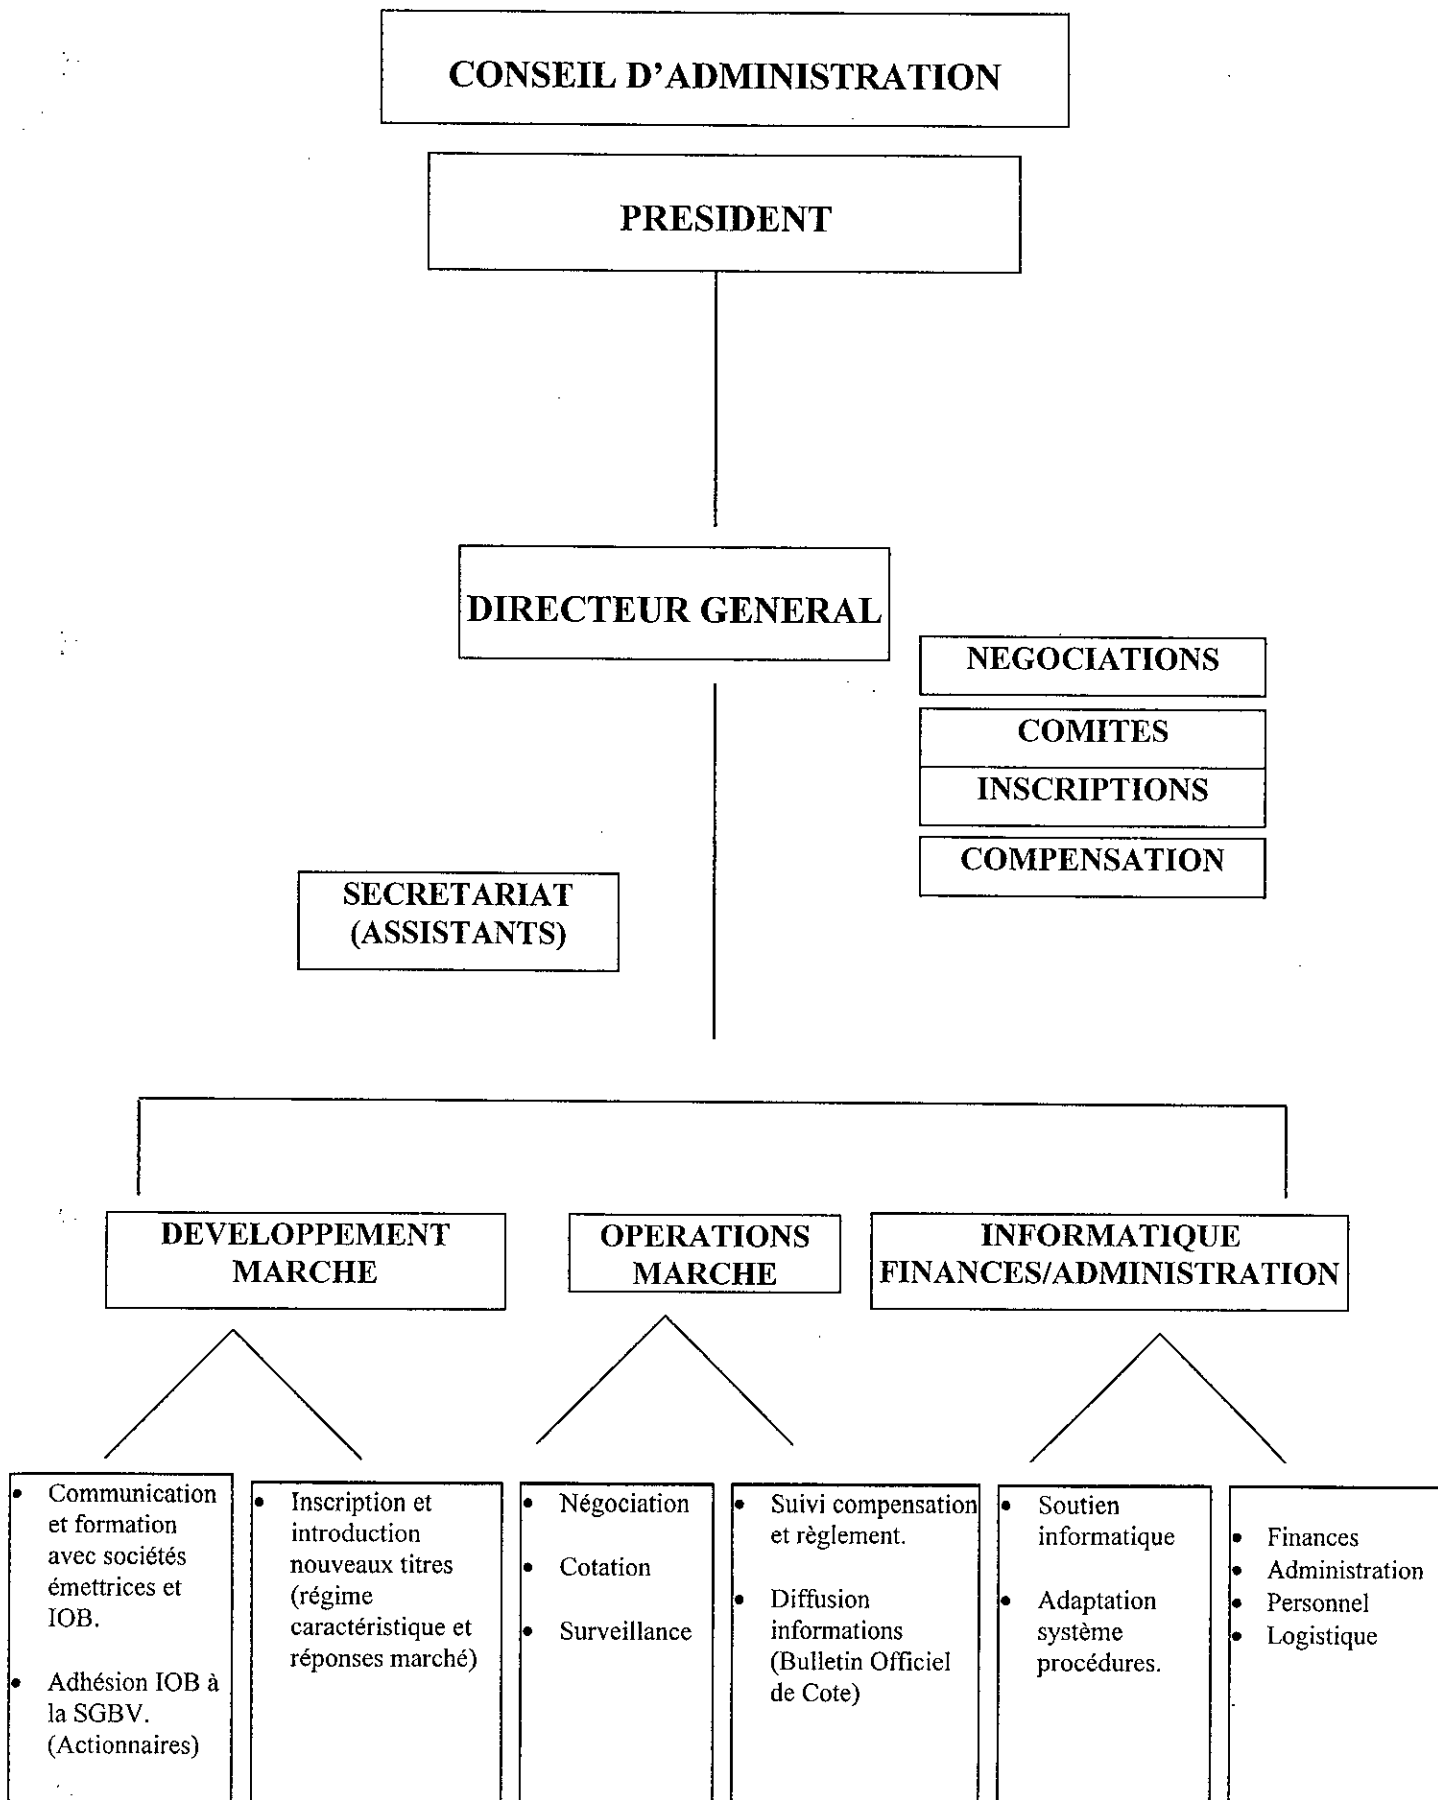 CONSEIL D'ADMINISTRATION
PRESIDENT
DIRECTEUR GENERAL
NEGOCIATIONS
COMITES
INSCRIPTIONS
COMPENSATION
SECRETARIAT
(ASSISTANTS)
DEVELOPPEMENT
MARCHE
OPERATIONS
MARCHE
INFORMATIQUE
FINANCES/ADMINISTRATION
• Communication
et formation
avec sociétés
émettrices et
IOB.
• Adhésion IOB à
la SGBV.
(Actionnaires)
• Inscription et
introduction
nouveaux titres
(régime
caractéristique et
réponses marché)
• Négociation
• Cotation
• Surveillance
• Suivi compensation
et règlement.
• Diffusion
informations
(Bulletin Officiel
de Cote)
• Soutien
informatique
• Adaptation
système
procédures.
• Finances
• Administration
• Personnel
• Logistique